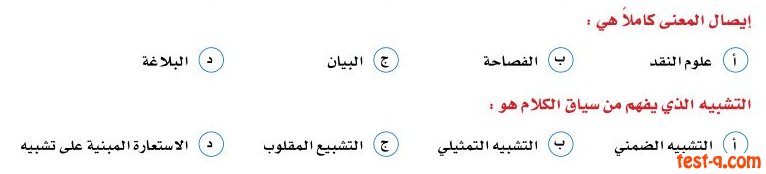 إيصال المعنى كاملاً هي :
أ علوم النقد ب الفصاحة ج البيان د البلاغة
التشبيه الذي يفهم من سياق الكلام هو :
أ التشبيه الضمني ب التشبيه التمثيلي ج التشبيع المقلوب د الاستعارة المبنية على تشبيه
test-q.com